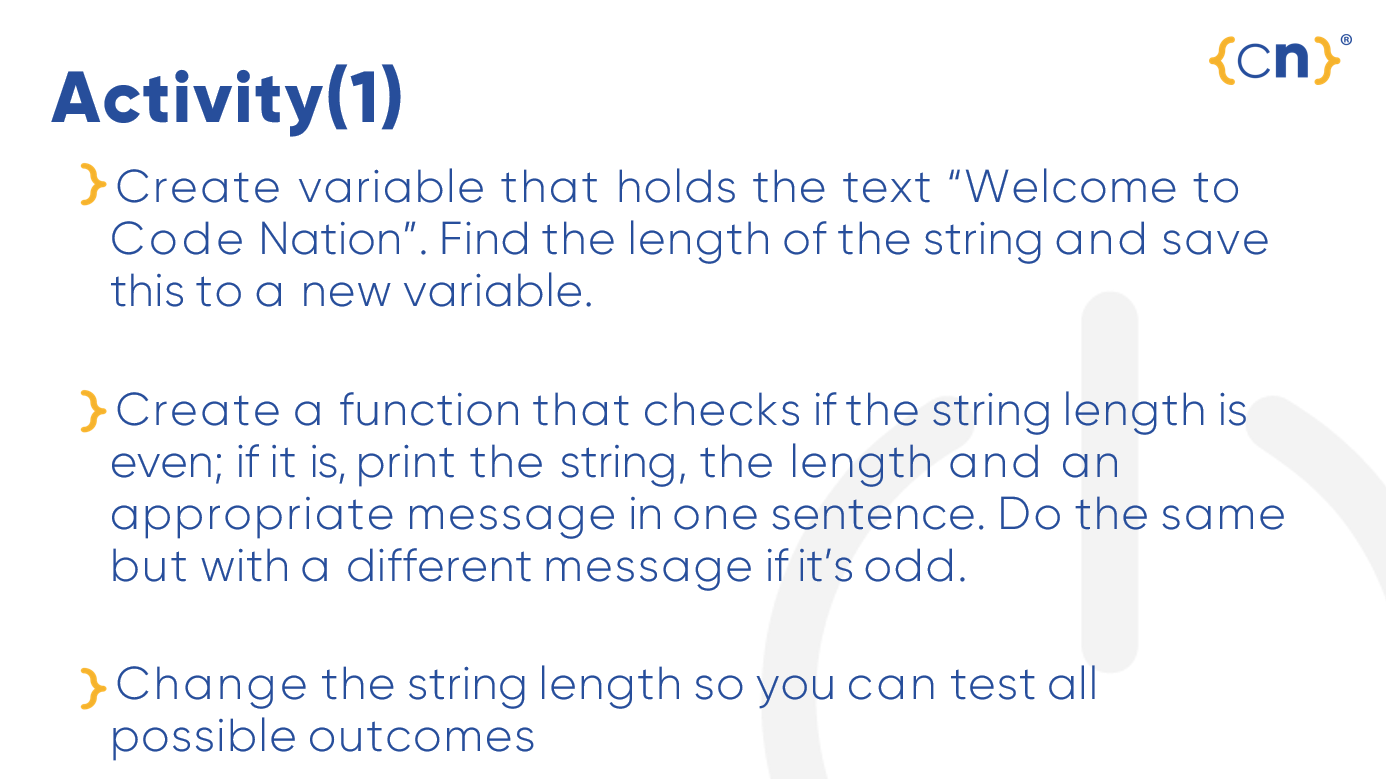 {cn}®
Activity(1)
Create variable that holds the text “Welcome to
Code Nation”. Find the length of the string and save
this to a new variable.
Create a function that checks if the string length is
even; if it is, print the string, the length and an
appropriate message in one sentence. Do the same
but with a different message if it’s odd.
Change the string length so you can test all
possible outcomes